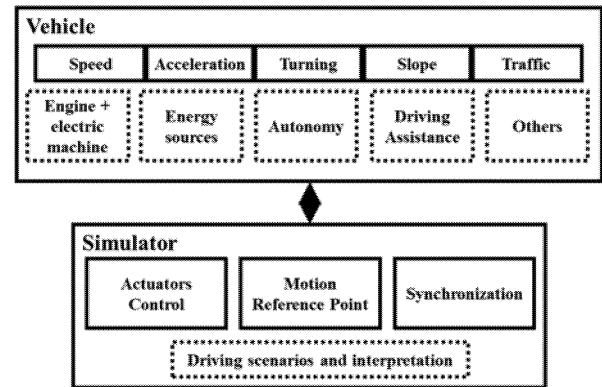 Vehicle
Speed Acceleration Turning Slope Traffic
Engine +
electric
machine
Energy
sources
Autonomy
Driving
Assistance
Others
Simulator
Actuators
Control
Motion
Reference Point
Synchronization
Driving scenarios and interpretation